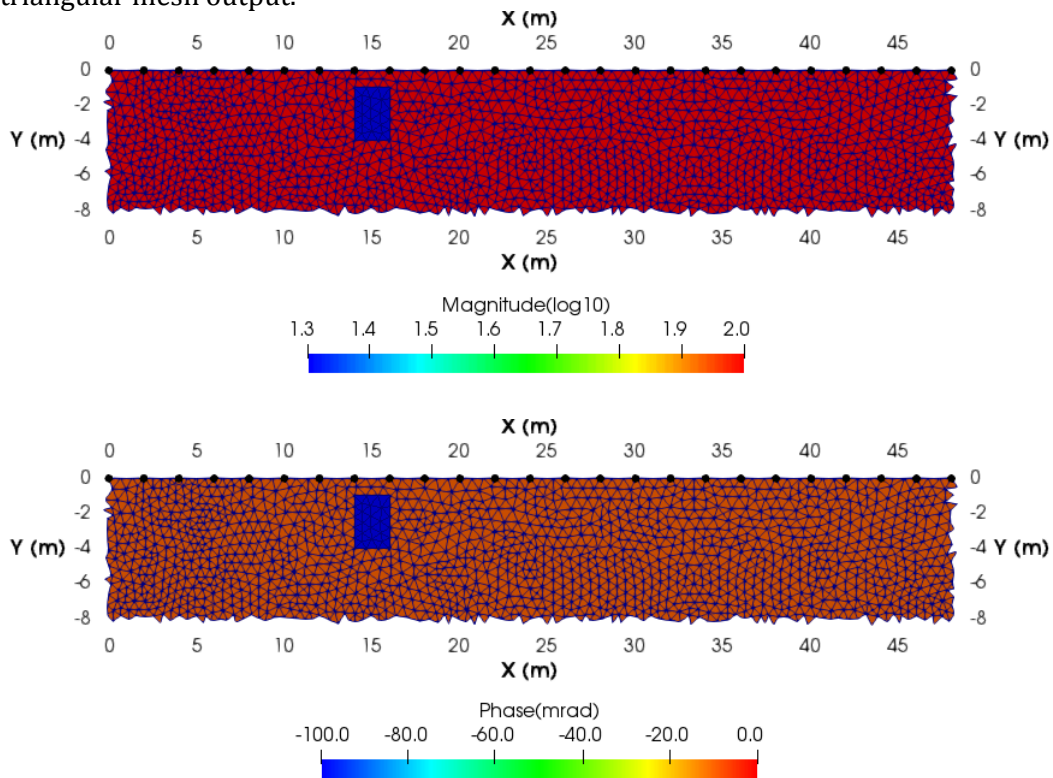 triangular mesh output.
X (m)
0 5 10 15 20 25 30 35 40 45
0 0
-2 -2
Y (m) -4 -4 Y (m)
-6 -6
-8 -8
0 5 10 15 20 25 30 35 40 45
X (m)
Magnitude(log10)
1.3 1.4 1.5 1.6 1.7 1.8 1.9 2.0
X (m)
0 5 10 15 20 25 30 35 40 45
0 0
-2 -2
Y (m) -4 -4 Y (m)
-6 -6
-8 -8
0 5 10 15 20 25 30 35 40 45
X (m)
Phase(mrad)
-100.0 -80.0 -60.0 -40.0 -20.0 0.0